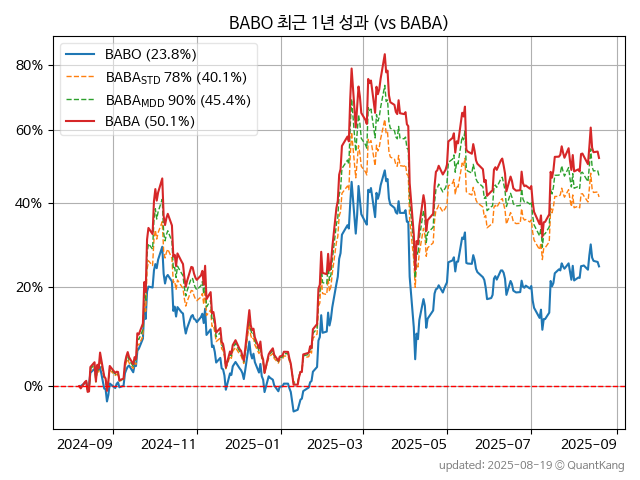 BABO 최근 1년 성과 (vs BABA)
BABO (23.8%)
BABA_STD 78% (40.1%)
BABA_MDD 90% (45.4%)
BABA (50.1%)
80%
60%
40%
20%
0%
2024-09 2024-11 2025-01 2025-03 2025-05 2025-07 2025-09
updated: 2025-08-19 © QuantKang